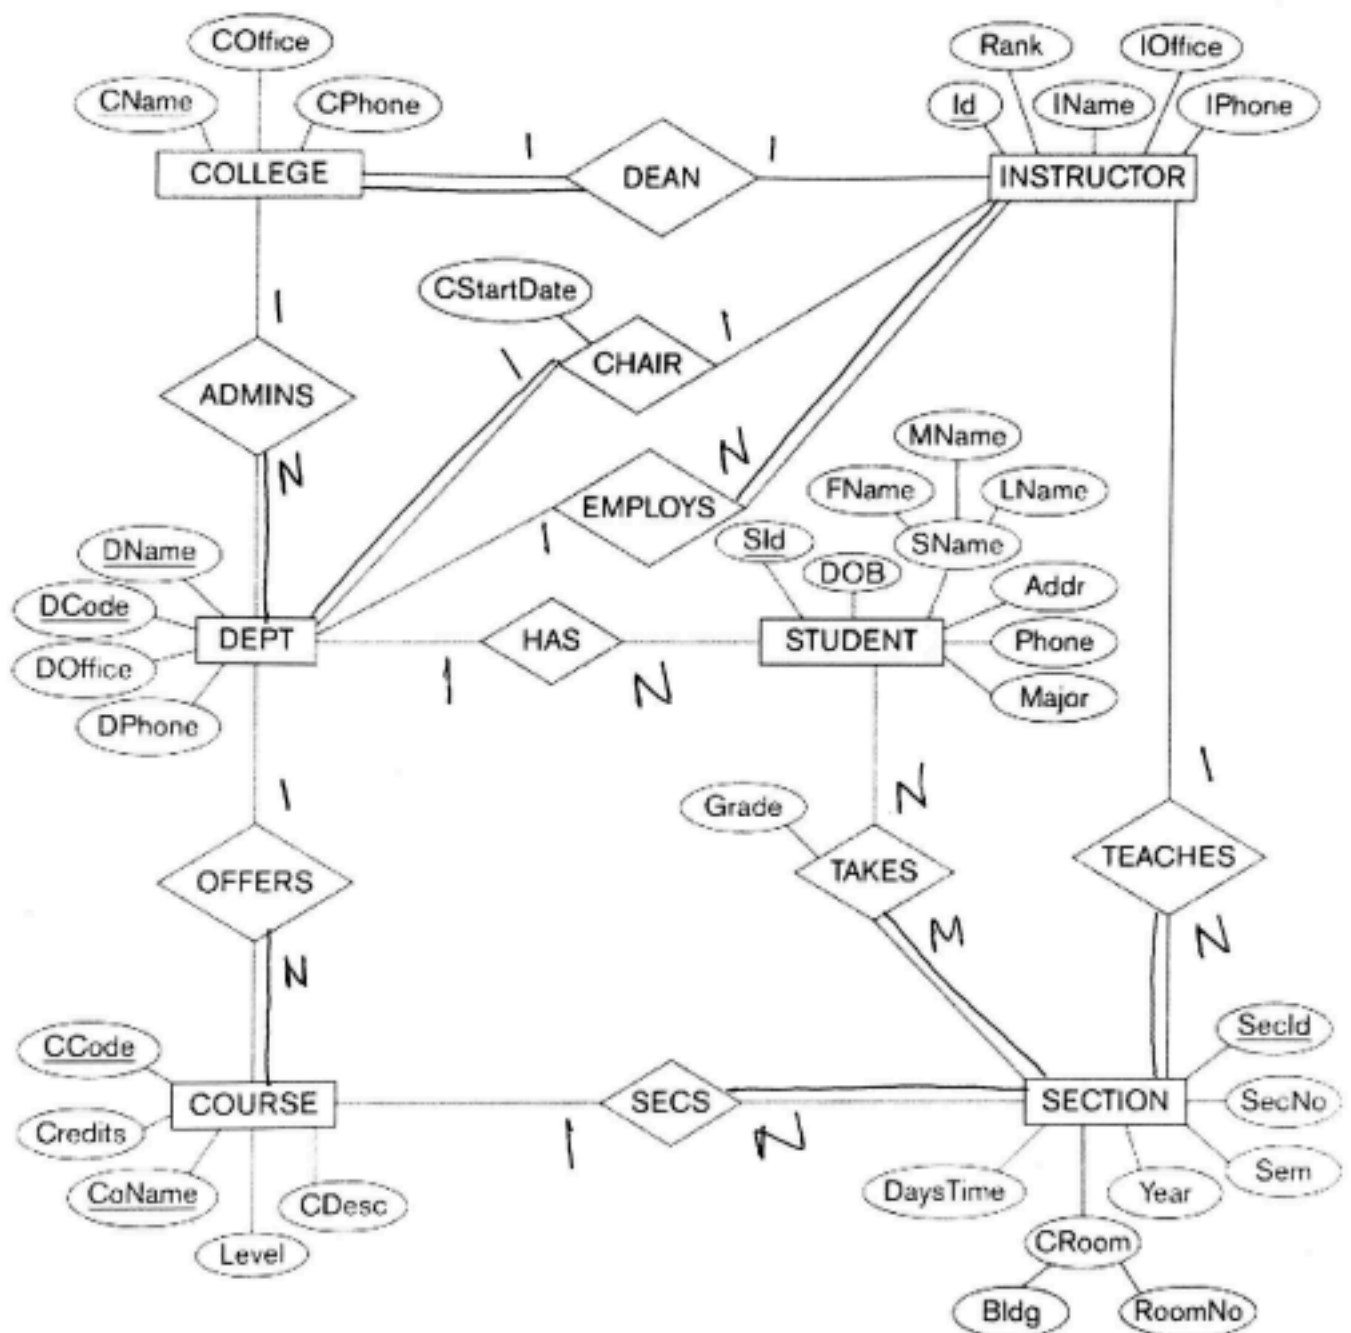 COffice
Rank
IOffice
CName
CPhone
Id
IName
IPhone
1
1
COLLEGE
DEAN
INSTRUCTOR
CStartDate
1
1
1
CHAIR
ADMINS
MName
N
N
FName
LName
EMPLOYS
1
SId
SName
DName
DOB
Addr
DCode
DEPT
HAS
STUDENT
Phone
DOffice
1
N
Major
DPhone
1
N
1
Grade
TEACHES
OFFERS
TAKES
M
N
N
SecId
CCode
COURSE
SECS
SECTION
SecNo
Credits
1
N
Sem
CoName
CDesc
DaysTime
Year
Level
CRoom
Bldg
RoomNo